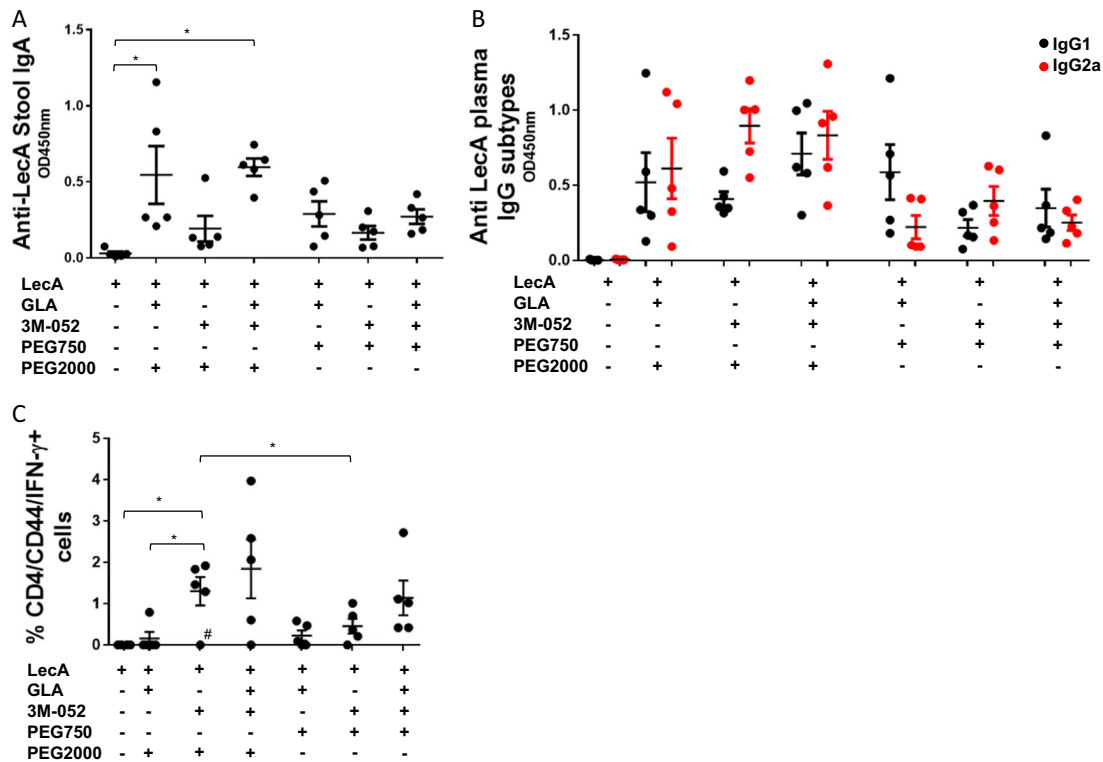 A
Anti-LecA Stool IgA
OD450nm
1.5
1.0
0.5
0.0
*
*
LecA + + + + + + +
GLA - + - + + - +
3M-052 - - + + - + +
PEG750 - - - - + + +
PEG2000 - + + + - - -
B
Anti LecA plasma
IgG subtypes
OD450nm
1.5
1.0
0.5
0.0
IgG1
IgG2a
LecA + + + + + + +
GLA - + - + + - +
3M-052 - - + + - + +
PEG750 - - - - + + +
PEG2000 - + + + - - -
C
% CD4/CD44/IFN-γ+
cells
5
4
3
2
1
0
*
*
*
#
LecA + + + + + + +
GLA - + - + + - +
3M-052 - - + + - + +
PEG750 - - - - + + +
PEG2000 - + + + - - -